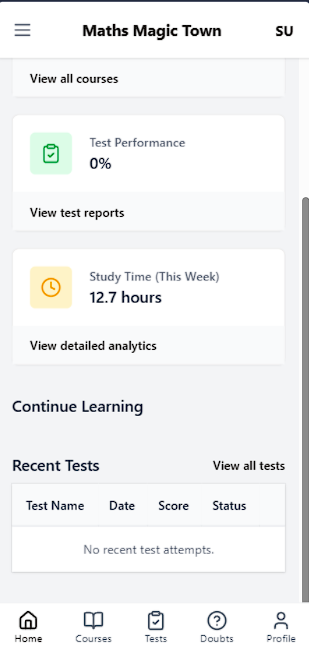 Maths Magic Town SU
View all courses
Test Performance
0%
View test reports
Study Time (This Week)
12.7 hours
View detailed analytics
Continue Learning
Recent Tests View all tests
Test Name Date Score Status
No recent test attempts.
Home Courses Tests Doubts Profile